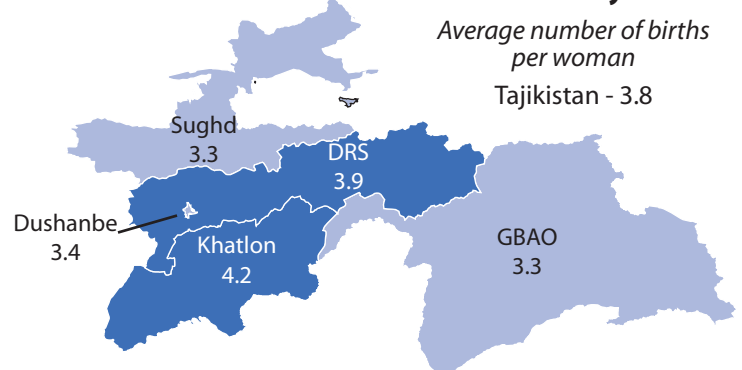 Average number of births
per woman
Tajikistan - 3.8
Sughd
3.3
DRS
3.9
Dushanbe
3.4
Khatlon
4.2
GBAO
3.3